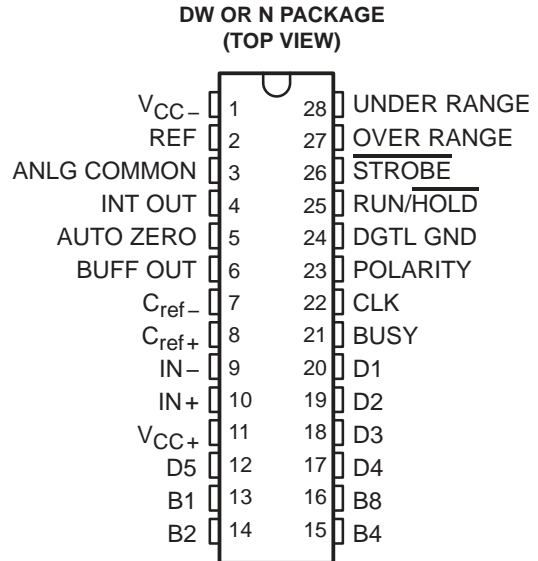 DW OR N PACKAGE
(TOP VIEW)
VCC− 1 28 UNDER RANGE
REF 2 27 OVER RANGE
ANLG COMMON 3 26 STROBE
INT OUT 4 25 RUN/HOLD
AUTO ZERO 5 24 DGTL GND
BUFF OUT 6 23 POLARITY
Cref− 7 22 CLK
Cref+ 8 21 BUSY
IN− 9 20 D1
IN+ 10 19 D2
VCC+ 11 18 D3
D5 12 17 D4
B1 13 16 B8
B2 14 15 B4